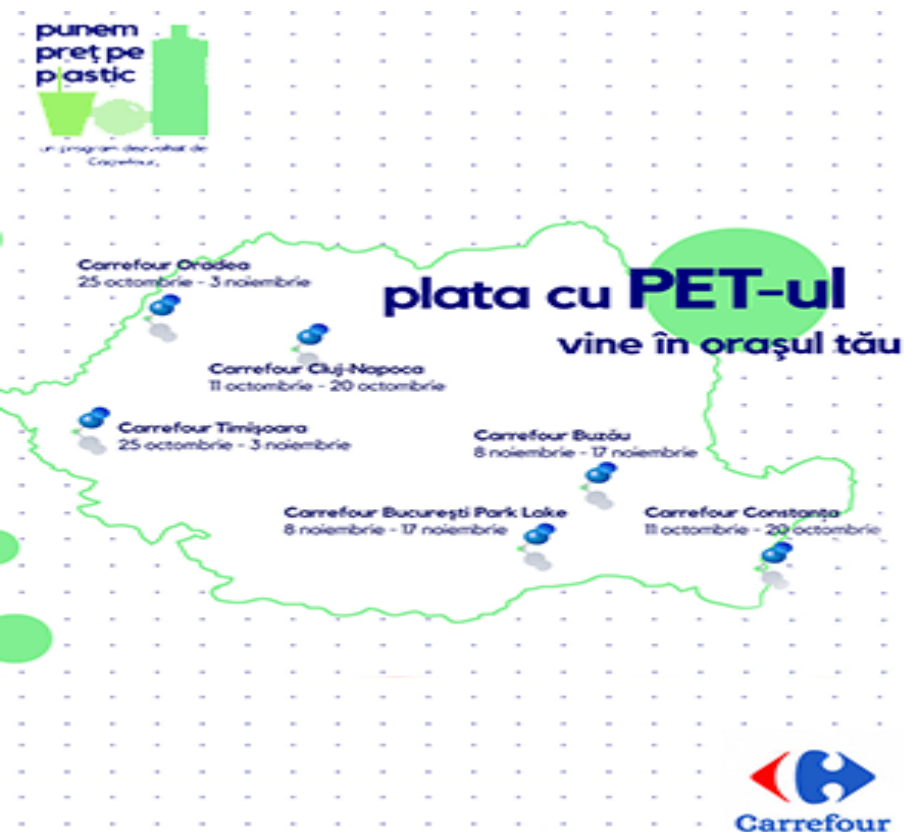 punem
preț pe
plastic
un program dezvoltat de
Carrefour
plata cu PET-ul
vine în orașul tău
Carrefour Oradea
25 octombrie - 3 noiembrie
Carrefour Cluj-Napoca
11 octombrie - 20 octombrie
Carrefour Timișoara
25 octombrie - 3 noiembrie
Carrefour Buzău
8 noiembrie - 17 noiembrie
Carrefour București Park Lake
8 noiembrie - 17 noiembrie
Carrefour Constanța
11 octombrie - 20 octombrie
Carrefour